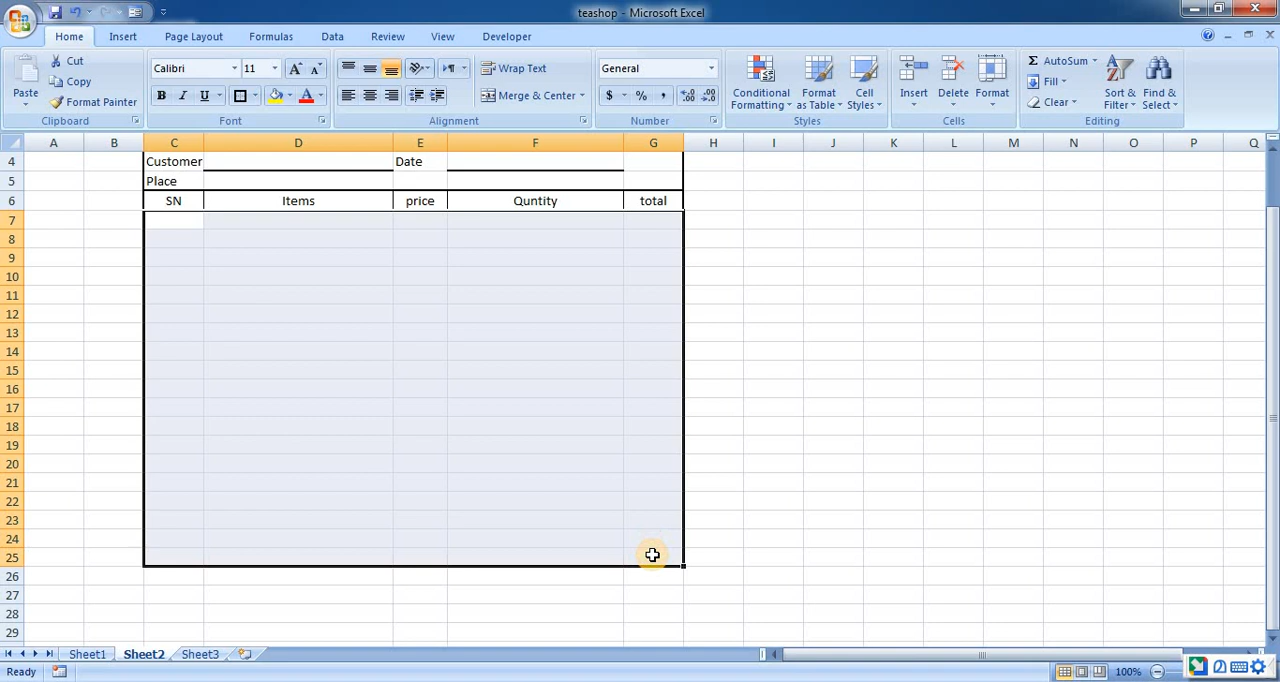 teashop - Microsoft Excel
Home Insert Page Layout Formulas Data Review View Developer
Paste Cut Copy Format Painter
Calibri 11
B I U A
Wrap Text
Merge & Center
General
$ % ,
Conditional Formatting Format as Table Cell Styles
Insert Delete Format
Σ AutoSum Fill Clear
Sort & Filter Find & Select
Clipboard Font Alignment Number Styles Cells Editing
A B C D E F G H I J K L M N O P Q
4 Customer Date
5 Place
6 SN Items price Quntity total
7
8
9
10
11
12
13
14
15
16
17
18
19
20
21
22
23
24
25
26
27
28
29
Sheet1 Sheet2 Sheet3
Ready 100%